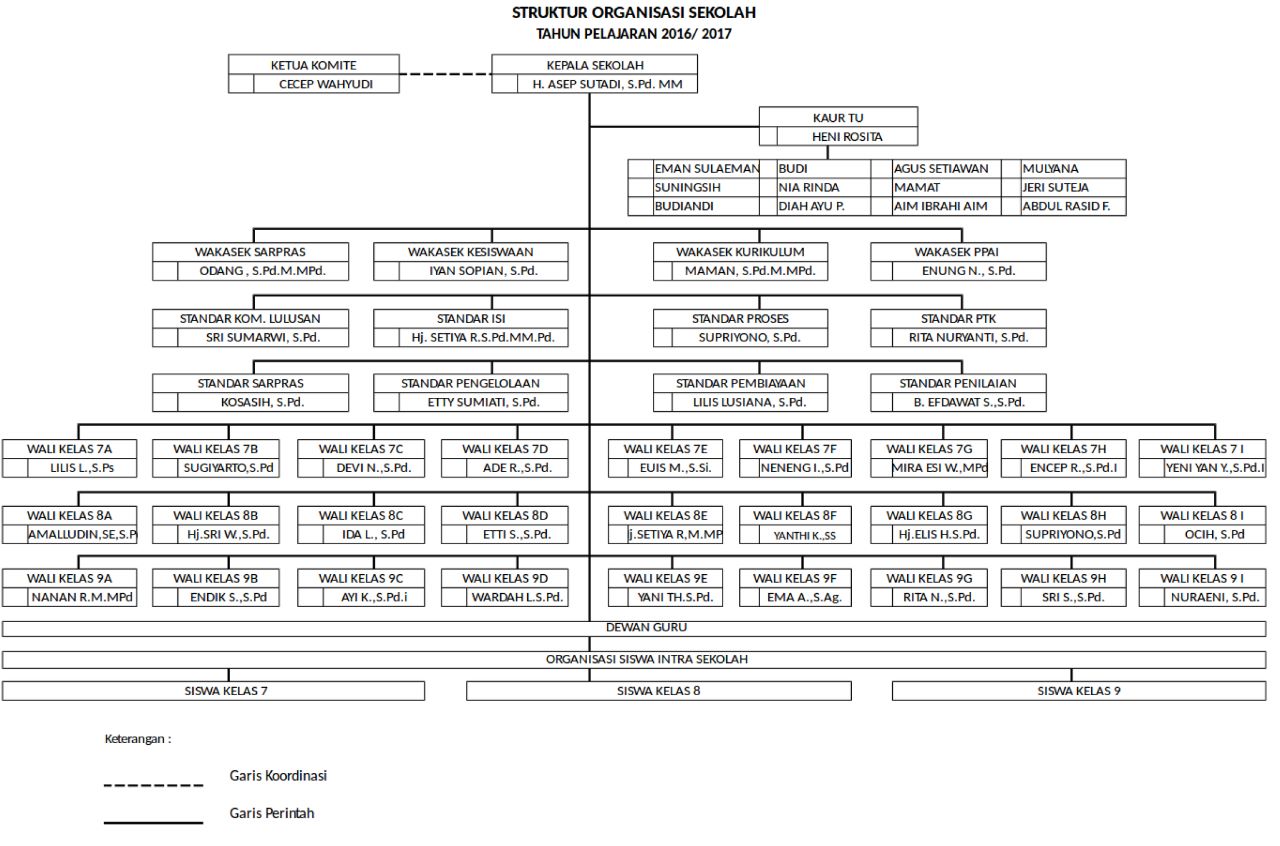 STRUKTUR ORGANISASI SEKOLAH
TAHUN PELAJARAN 2016/ 2017
KETUA KOMITE
CECEP WAHYUDI
KEPALA SEKOLAH
H. ASEP SUTADI, S.Pd. MM
KAUR TU
HENI ROSITA
EMAN SULAEMAN BUDI AGUS SETIAWAN MULYANA
SUNINGSIH NIA RINDA MAMAT JERI SUTEJA
BUDIANDI DIAH AYU P. AIM IBRAHI AIM ABDUL RASID F.
WAKASEK SARPRAS WAKASEK KESISWAAN WAKASEK KURIKULUM WAKASEK PPAI
ODANG , S.Pd.M.MPd. IYAN SOPIAN, S.Pd. MAMAN, S.Pd.M.MPd. ENUNG N., S.Pd.
STANDAR KOM. LULUSAN STANDAR ISI STANDAR PROSES STANDAR PTK
SRI SUMARWI, S.Pd. Hj. SETIYA R.S.Pd.MM.Pd. SUPRIYONO, S.Pd. RITA NURYANTI, S.Pd.
STANDAR SARPRAS STANDAR PENGELOLAAN STANDAR PEMBIAYAAN STANDAR PENILAIAN
KOSASIH, S.Pd. ETTY SUMIATI, S.Pd. LILIS LUSIANA, S.Pd. B. EFDAWAT S.,S.Pd.
WALI KELAS 7A WALI KELAS 7B WALI KELAS 7C WALI KELAS 7D WALI KELAS 7E WALI KELAS 7F WALI KELAS 7G WALI KELAS 7H WALI KELAS 7 I
LILIS L.,S.Ps SUGIYARTO,S.Pd DEVI N.,S.Pd. ADE R.,S.Pd. EUIS M.,S.Si. NENENG I.,S.Pd MIRA ESI W.,MPd ENCEP R.,S.Pd.I YENI YAN Y.,S.Pd.I
WALI KELAS 8A WALI KELAS 8B WALI KELAS 8C WALI KELAS 8D WALI KELAS 8E WALI KELAS 8F WALI KELAS 8G WALI KELAS 8H WALI KELAS 8 I
AMALLUDIN,SE,S.P Hj.SRI W.,S.Pd. IDA L., S.Pd ETTI S.,S.Pd. j.SETIYA R,M.MP YANTHI K.,SS Hj.ELIS H.S.Pd. SUPRIYONO,S.Pd OCIH, S.Pd
WALI KELAS 9A WALI KELAS 9B WALI KELAS 9C WALI KELAS 9D WALI KELAS 9E WALI KELAS 9F WALI KELAS 9G WALI KELAS 9H WALI KELAS 9 I
NANAN R.M.MPd ENDIK S.,S.Pd AYI K.,S.Pd.i WARDAH L.S.Pd. YANI TH.S.Pd. EMA A.,S.Ag. RITA N.,S.Pd. SRI S.,S.Pd. NURAENI, S.Pd.
DEWAN GURU
ORGANISASI SISWA INTRA SEKOLAH
SISWA KELAS 7 SISWA KELAS 8 SISWA KELAS 9
Keterangan :
Garis Koordinasi
Garis Perintah